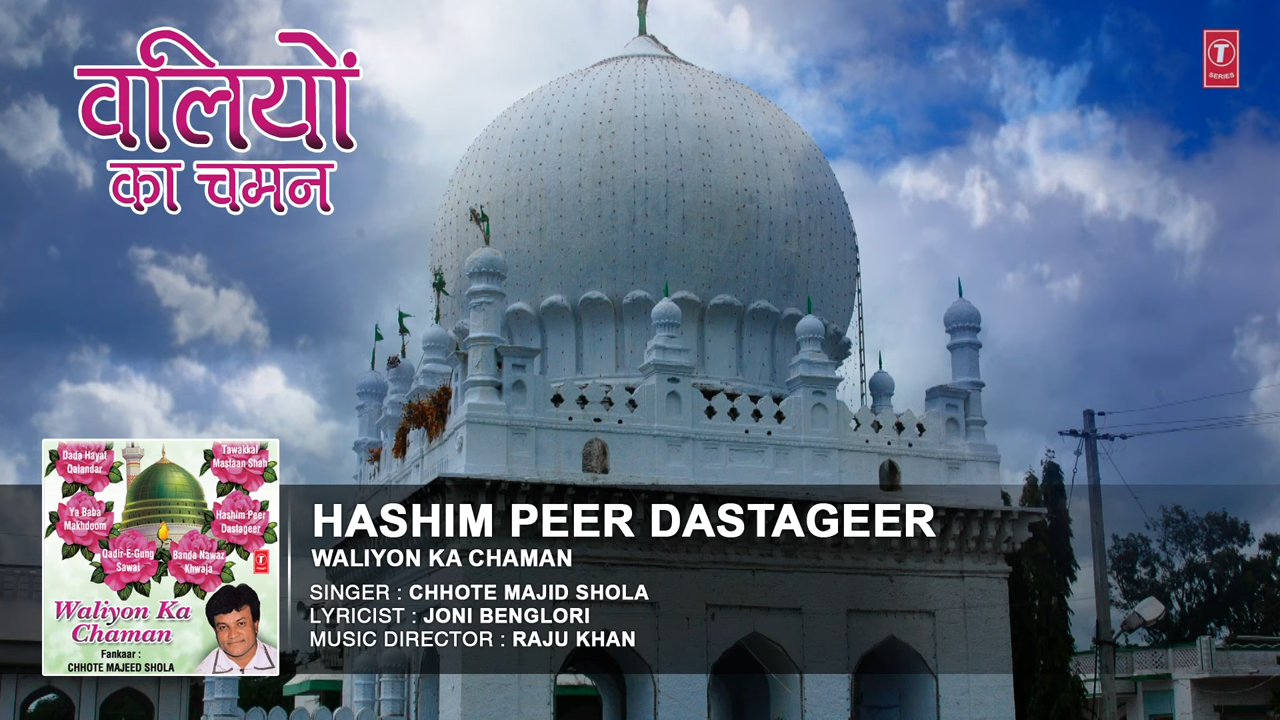 वलियों
का चमन
T
SERIES
HASHIM PEER DASTAGEER
WALIYON KA CHAMAN
SINGER : CHHOTE MAJID SHOLA
LYRICIST : JONI BENGLORI
MUSIC DIRECTOR : RAJU KHAN
Dada Hayat
Qalandar
Tawakkal
Mastaan Shah
Ya Baba
Makhdoom
Hashim Peer
Dastageer
Qadir-E-Gung
Sawai
Banda Nawaz
Khwaja
T
Waliyon Ka
Chaman
Fankaar :
CHHOTE MAJEED SHOLA